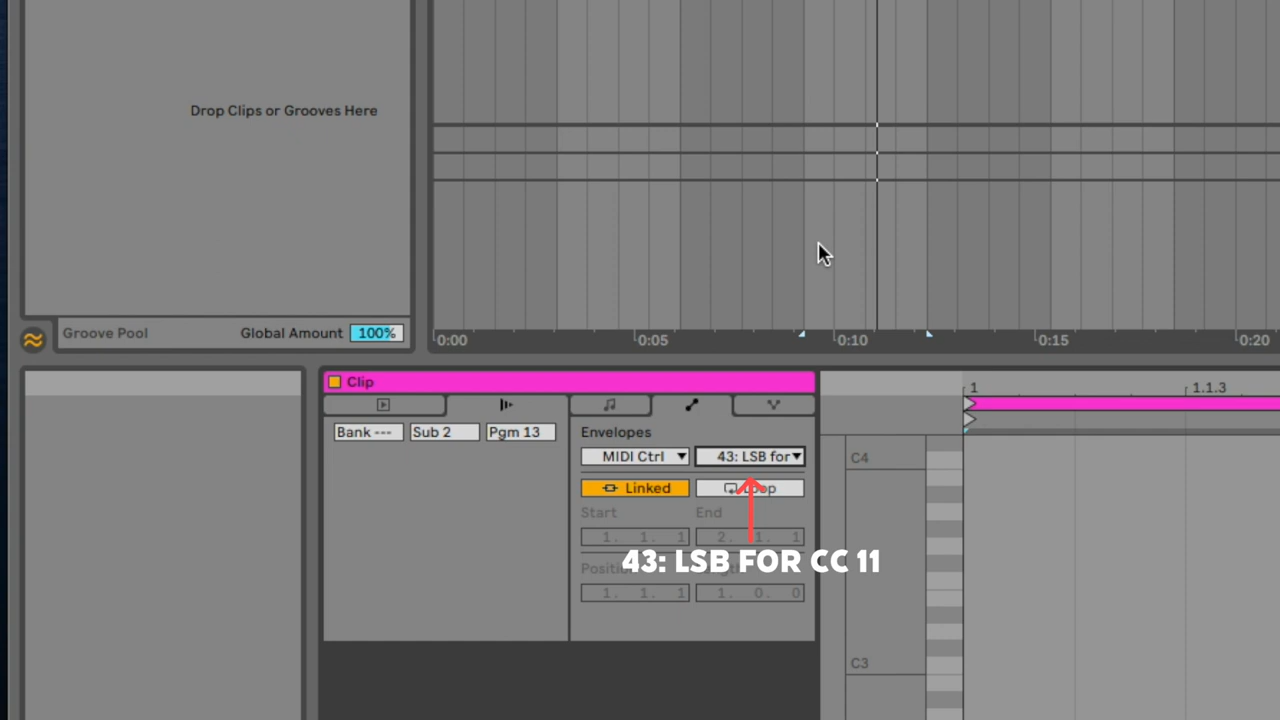 Drop Clips or Grooves Here
Groove Pool Global Amount 100%
0:00 0:05 0:10 0:15 0:20
Clip
1 1.1.3
Bank --- Sub 2 Pgm 13
Envelopes
MIDI Ctrl 43: LSB for
C4
Linked Loop
Start End
1. 1. 1 2. 1. 1
43: LSB FOR CC 11
Position
1. 1. 1 1. 0. 0
C3